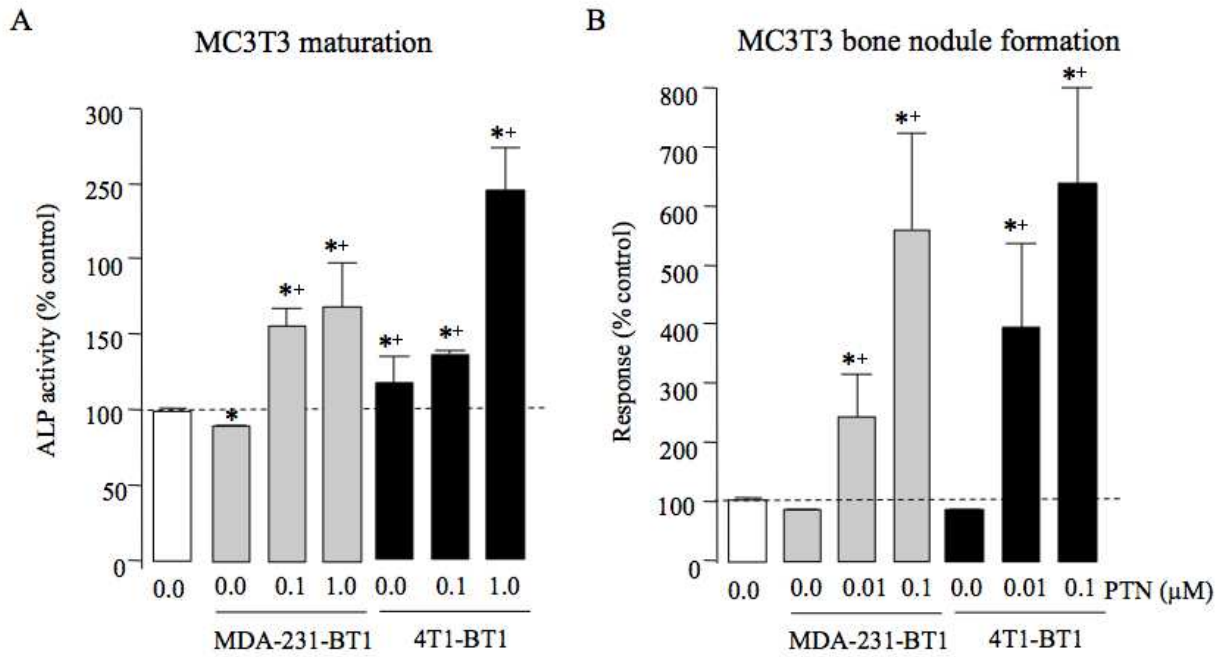 A
MC3T3 maturation
ALP activity (% control)
300
250
100
150
100
50
0
*
*+
*+
*+
*+
*+
0.0 0.0 0.1 1.0 0.0 0.1 1.0
MDA-231-BT1 4T1-BT1
B
MC3T3 bone nodule formation
Response (% control)
800
700
600
500
400
300
200
100
0
*+
*+
*+
*+
0.0 0.0 0.01 0.1 0.0 0.01 0.1 PTN (µM)
MDA-231-BT1 4T1-BT1